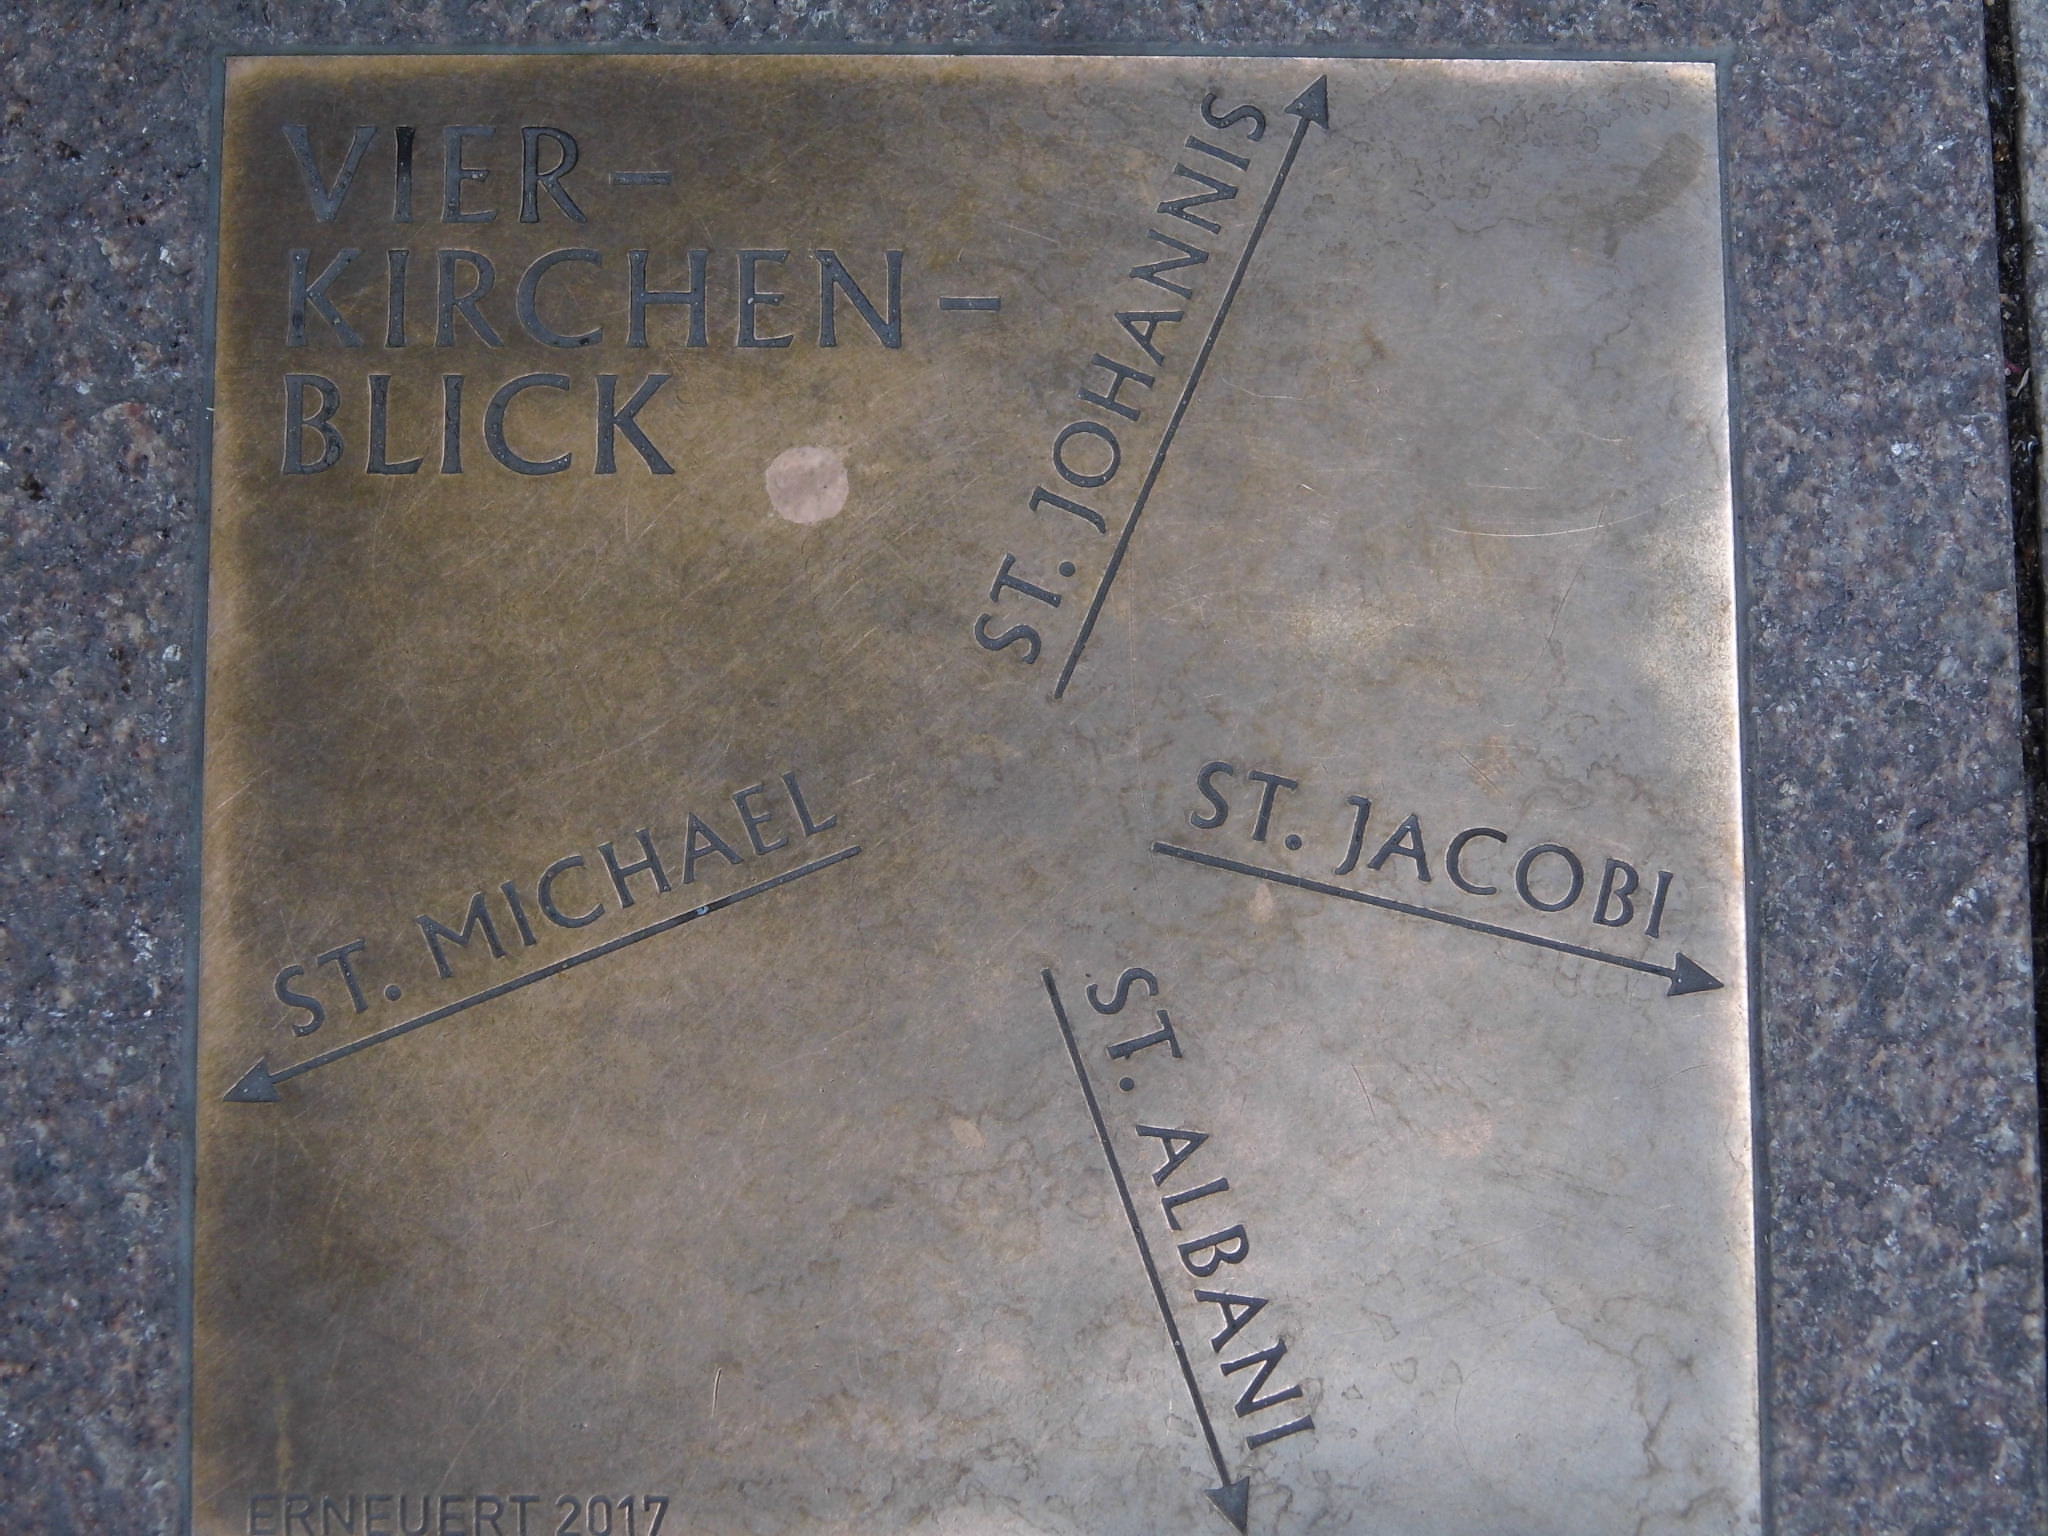 VIER-
KIRCHEN-
BLICK
ST. JOHANNIS
ST. MICHAEL
ST. JACOBI
ST. ALBANI
ERNEUERT 2017